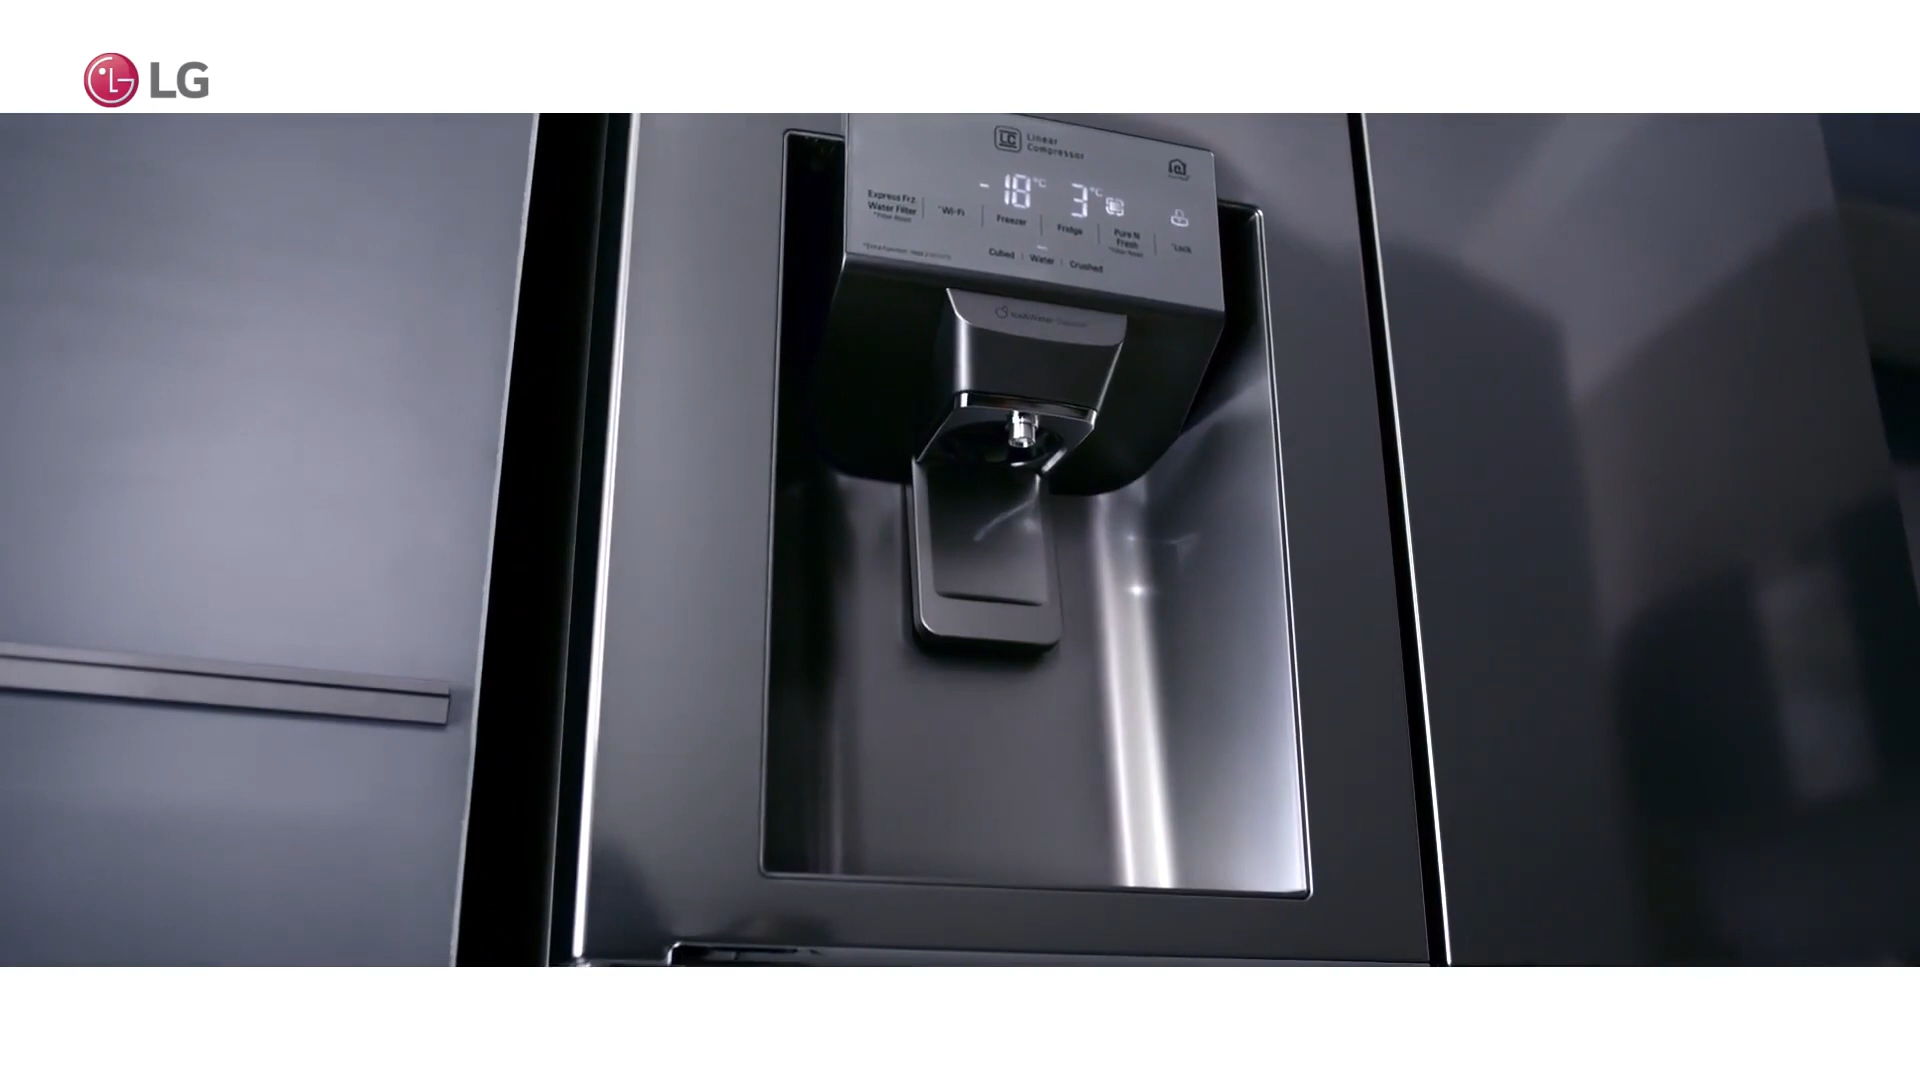 LG
LC Linear
Compressor
-18°C 3°C
Express Frz.
Water Filter
*Wi-Fi
Freezer
Fridge
Pure N
Fresh
*Lock
Cubed | Water | Crushed